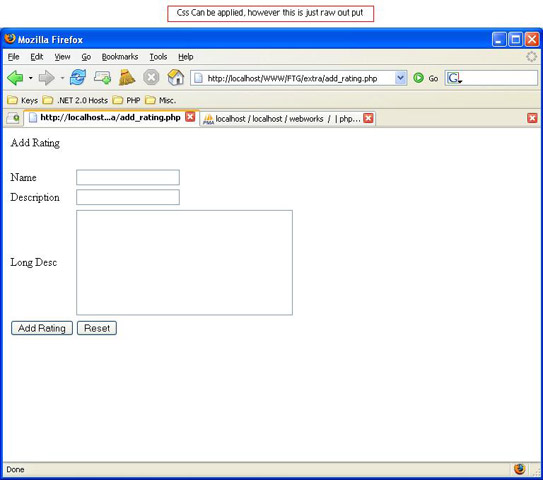 Css Can be applied, however this is just raw out put
Mozilla Firefox
File Edit View Go Bookmarks Tools Help
http://localhost/WWW/FTG/extra/add_rating.php Go G
Keys .NET 2.0 Hosts PHP Misc.
http://localhost...a/add_rating.php PMA localhost / localhost / webworks / | php...
Add Rating
Name
Description
Long Desc
Add Rating Reset
Done